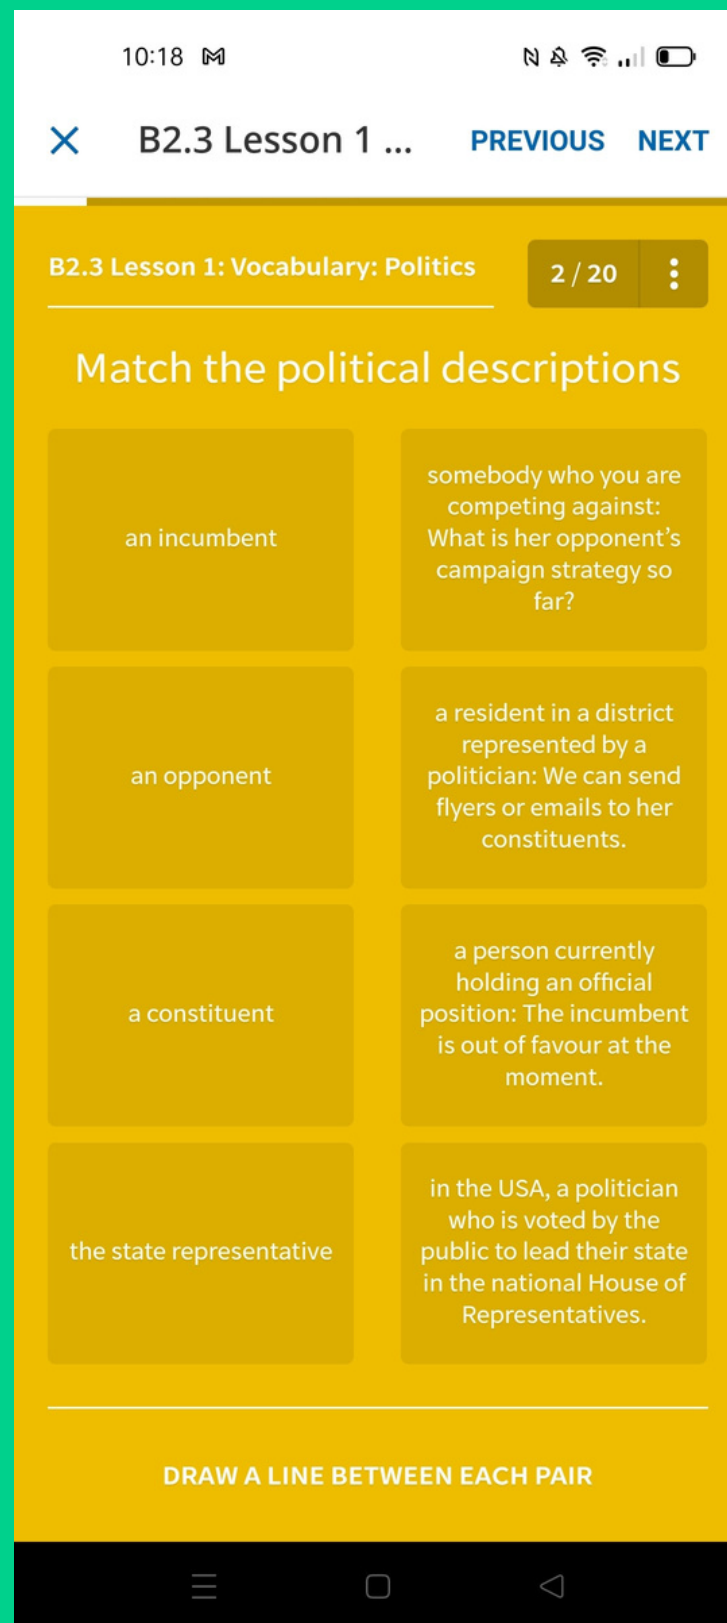 10:18
B2.3 Lesson 1 ...
PREVIOUS
NEXT
B2.3 Lesson 1: Vocabulary: Politics
2 / 20
Match the political descriptions
an incumbent
somebody who you are
competing against:
What is her opponent’s
campaign strategy so
far?
an opponent
a resident in a district
represented by a
politician: We can send
flyers or emails to her
constituents.
a constituent
a person currently
holding an official
position: The incumbent
is out of favour at the
moment.
the state representative
in the USA, a politician
who is voted by the
public to lead their state
in the national House of
Representatives.
DRAW A LINE BETWEEN EACH PAIR